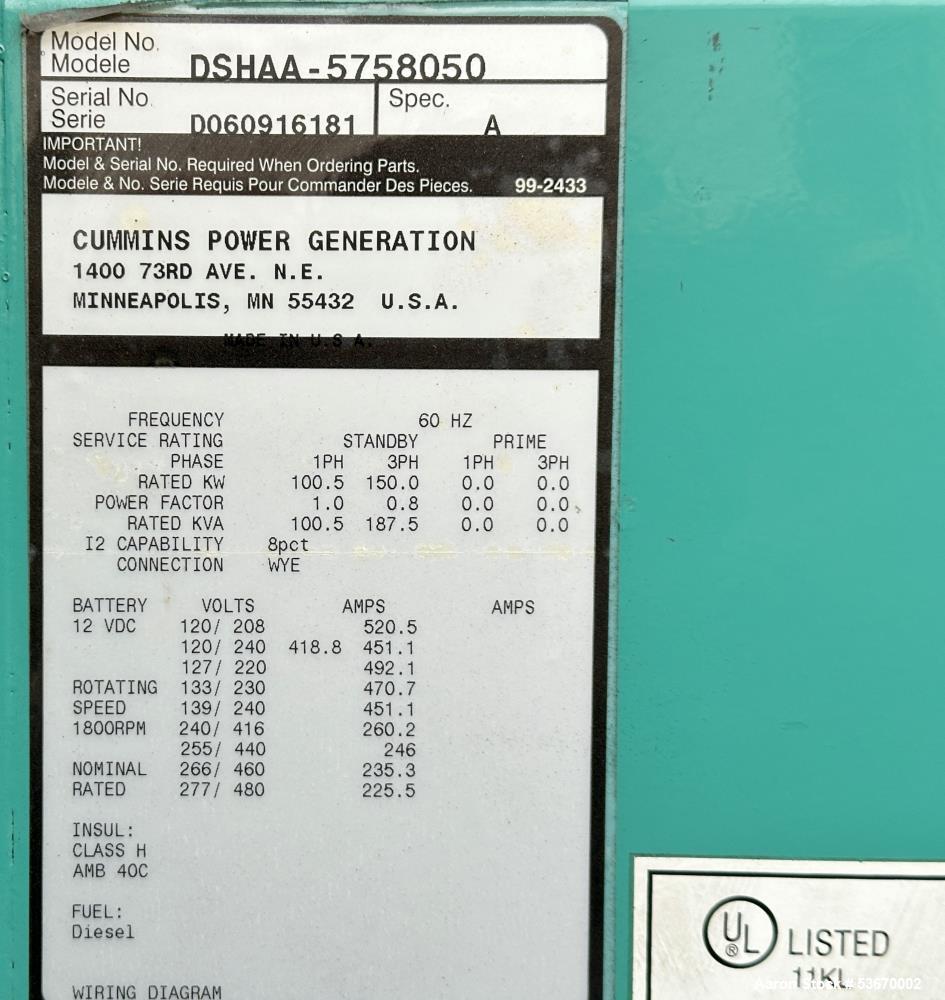 Model No.
Modele DSHAA-5758050
Serial No.
Serie D060916181
Spec.
A
IMPORTANT!
Model & Serial No. Required When Ordering Parts.
Modele & No. Serie Requis Pour Commander Des Pieces. 99-2433
CUMMINS POWER GENERATION
1400 73RD AVE. N.E.
MINNEAPOLIS, MN 55432 U.S.A.
MADE IN U.S.A.
FREQUENCY 60 HZ
SERVICE RATING STANDBY PRIME
PHASE 1PH 3PH 1PH 3PH
RATED KW 100.5 150.0 0.0 0.0
POWER FACTOR 1.0 0.8 0.0 0.0
RATED KVA 100.5 187.5 0.0 0.0
I2 CAPABILITY 8pct
CONNECTION WYE
BATTERY VOLTS AMPS AMPS
12 VDC 120/ 208 520.5
120/ 240 418.8 451.1
127/ 220 492.1
ROTATING 133/ 230 470.7
SPEED 139/ 240 451.1
1800RPM 240/ 416 260.2
255/ 440 246
NOMINAL 266/ 460 235.3
RATED 277/ 480 225.5
INSUL:
CLASS H
AMB 40C
FUEL:
Diesel
WIRING DIAGRAM
UL ® LISTED
11KL
Aaron Stock # 53670002